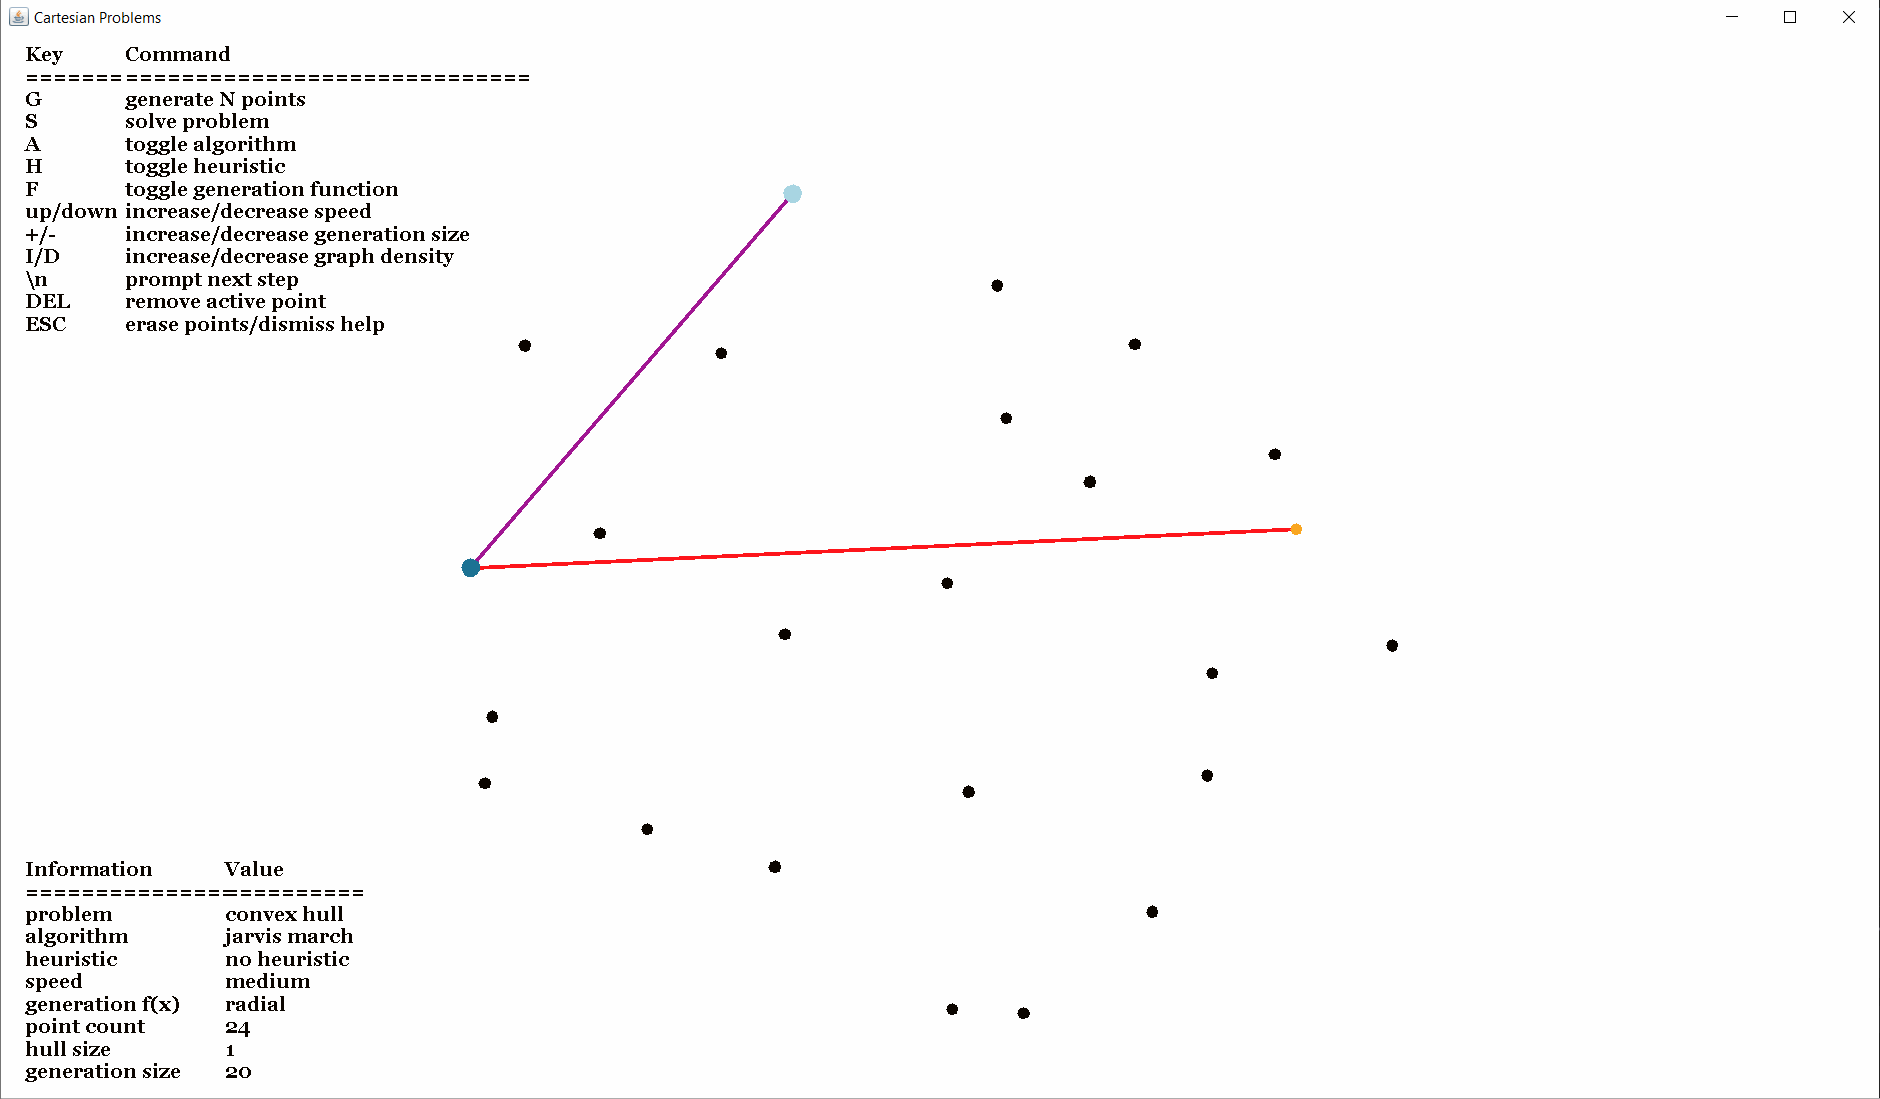 Cartesian Problems
Key Command
====================================
G generate N points
S solve problem
A toggle algorithm
H toggle heuristic
F toggle generation function
up/down increase/decrease speed
+/- increase/decrease generation size
I/D increase/decrease graph density
\n prompt next step
DEL remove active point
ESC erase points/dismiss help
Information Value
=========================
problem convex hull
algorithm jarvis march
heuristic no heuristic
speed medium
generation f(x) radial
point count 24
hull size 1
generation size 20